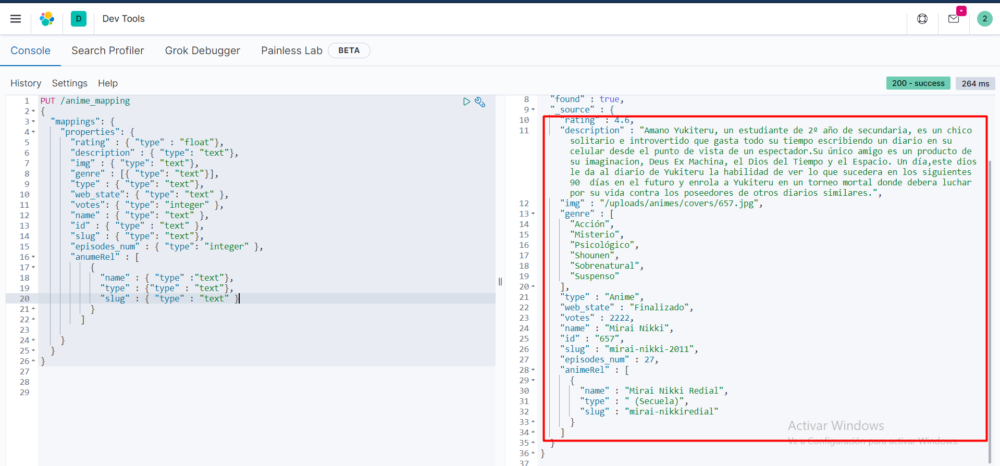 D
Dev Tools
2
Console
Search Profiler
Grok Debugger
Painless Lab
BETA
History
Settings
Help
200 - success
264 ms
1 PUT /anime_mapping
2 {
3 "mappings": {
4 "properties": {
5 "rating" : { "type" : "float"},
6 "description" : { "type": "text"},
7 "img" : { "type": "text"},
8 "genre" : [{ "type": "text"}],
9 "type" : { "type": "text"},
10 "web_state": { "type": "text" },
11 "votes": { "type": "integer" },
12 "name" : { "type": "text" },
13 "id" : { "type" : "text" },
14 "slug" : { "type": "text"},
15 "episodes_num" : { "type": "integer" },
16 "anumeRel" : [
17 {
18 "name" : { "type" :"text"},
19 "type" : {"type" : "text"},
20 "slug" : { "type" : "text" }
21 }
22 ]
23
24 }
25 }
26 }
27
28
29
8 "found" : true,
9 "_source" : {
10 "rating" : 4.6,
11 "description" : "Amano Yukiteru, un estudiante de 2º año de secundaria, es un chico
solitario e introvertido que gasta todo su tiempo escribiendo un diario en su
celular desde el punto de vista de un espectador.Su único amigo es un producto de
su imaginacion, Deus Ex Machina, el Dios del Tiempo y el Espacio. Un día,este dios
le da al diario de Yukiteru la habilidad de ver lo que sucedera en los siguientes
90  días en el futuro y enrola a Yukiteru en un torneo mortal donde debera luchar
por su vida contra los poseedores de otros diarios similares.",
12 "img" : "/uploads/animes/covers/657.jpg",
13 "genre" : [
14 "Acción",
15 "Misterio",
16 "Psicológico",
17 "Shounen",
18 "Sobrenatural",
19 "Suspenso"
20 ],
21 "type" : "Anime",
22 "web_state" : "Finalizado",
23 "votes" : 2222,
24 "name" : "Mirai Nikki",
25 "id" : "657",
26 "slug" : "mirai-nikki-2011",
27 "episodes_num" : 27,
28 "animeRel" : [
29 {
30 "name" : "Mirai Nikki Redial",
31 "type" : " (Secuela)",
32 "slug" : "mirai-nikkiredial"
33 }
34 ]
35 }
36 }
37
Activar Windows
Ve a Configuración para activar Windows.